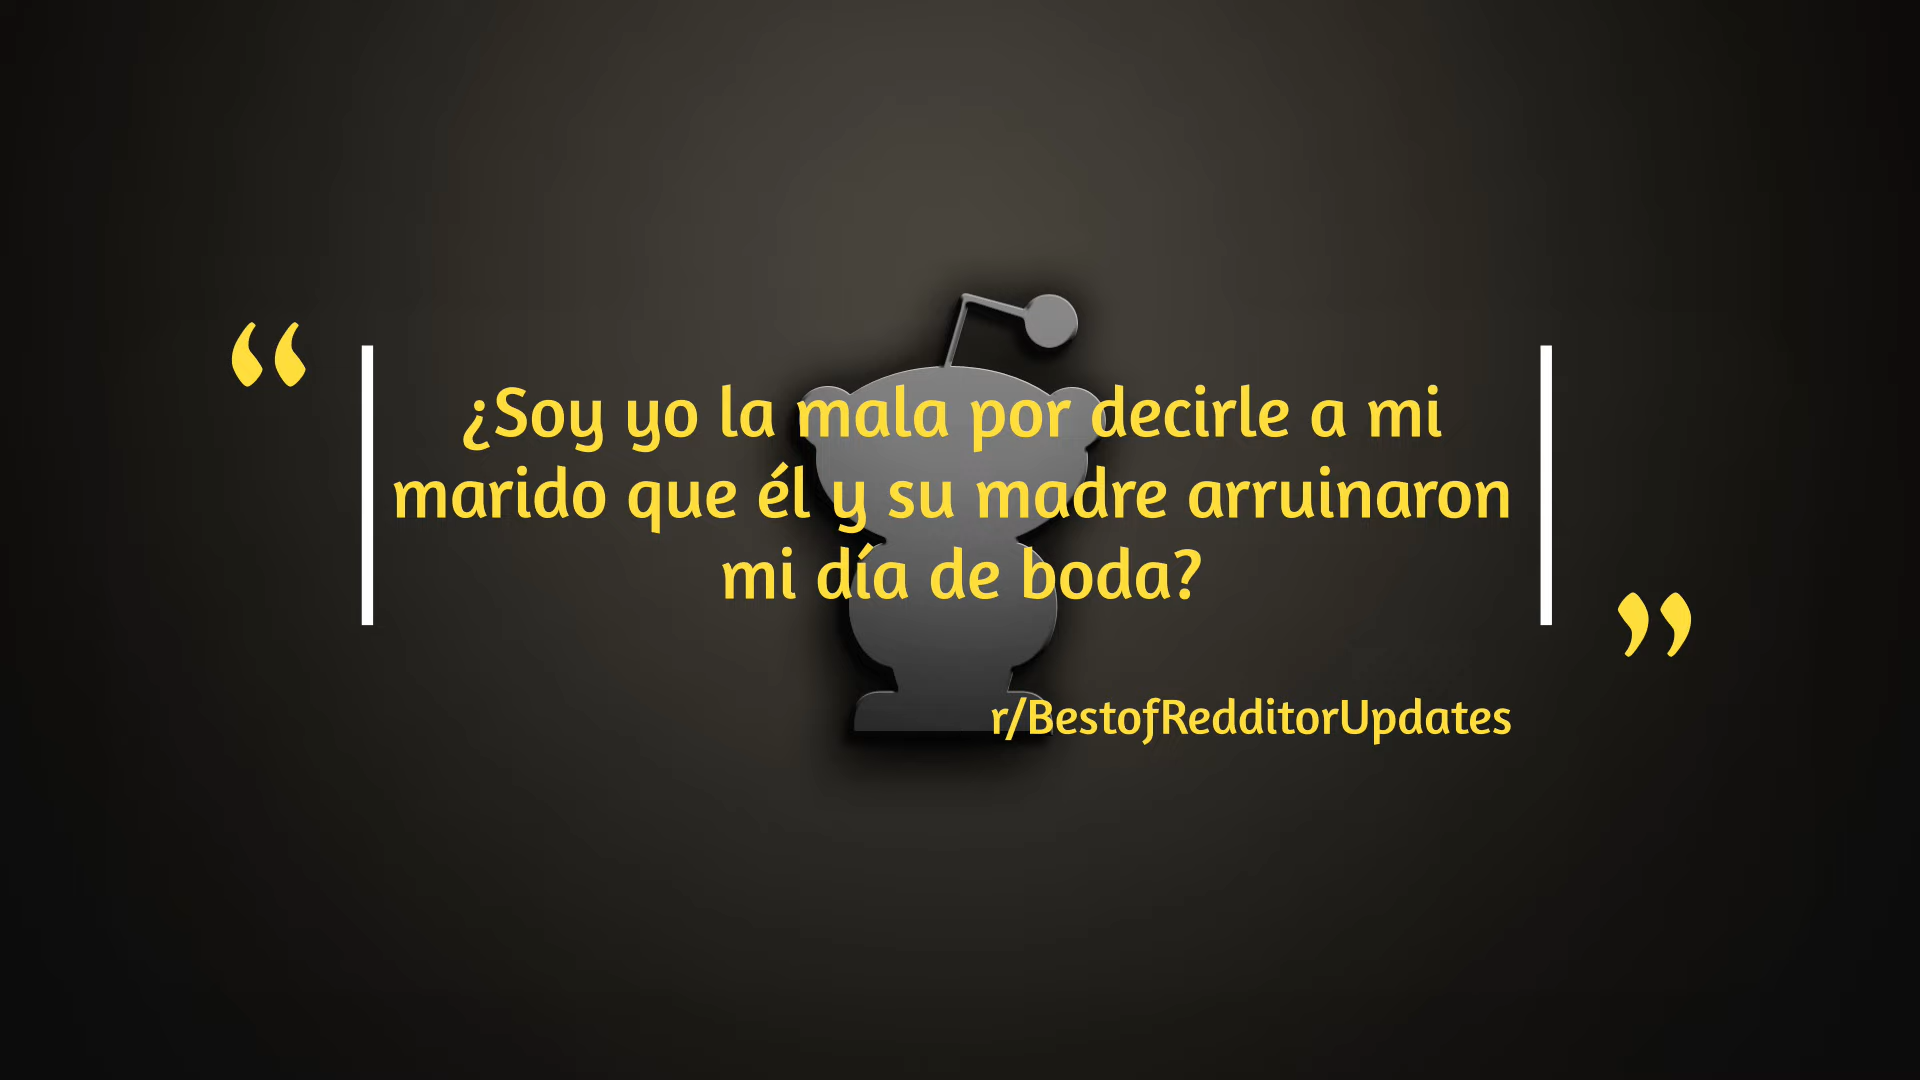 “
¿Soy yo la mala por decirle a mi
marido que él y su madre arruinaron
mi día de boda?
”
r/BestofRedditorUpdates